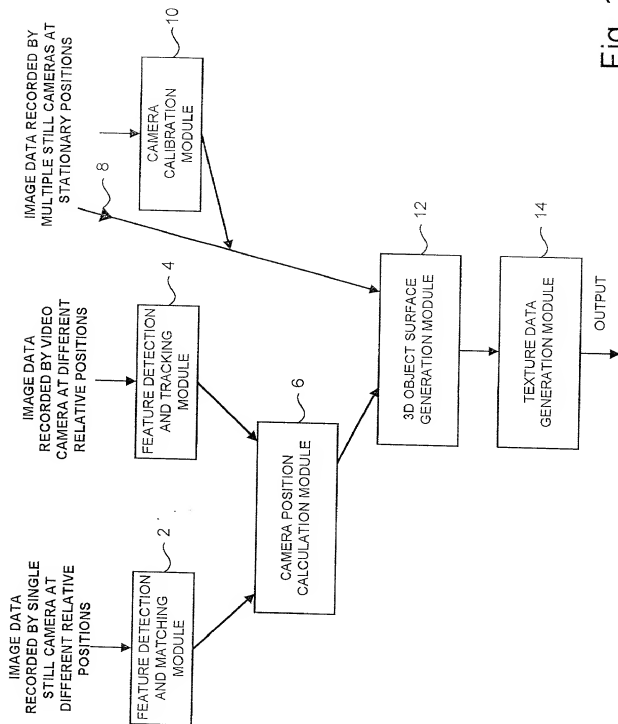 IMAGE DATA
RECORDED BY SINGLE
STILL CAMERA AT
DIFFERENT RELATIVE
POSITIONS
IMAGE DATA
RECORDED BY VIDEO
CAMERA AT DIFFERENT
RELATIVE POSITIONS
IMAGE DATA RECORDED BY
MULTIPLE STILL CAMERAS AT
STATIONARY POSITIONS
8
FEATURE DETECTION
AND MATCHING
MODULE
2
FEATURE DETECTION
AND TRACKING
MODULE
4
CAMERA
CALIBRATION
MODULE
10
CAMERA POSITION
CALCULATION MODULE
6
3D OBJECT SURFACE
GENERATION MODULE
12
TEXTURE DATA
GENERATION MODULE
14
OUTPUT
Fig.